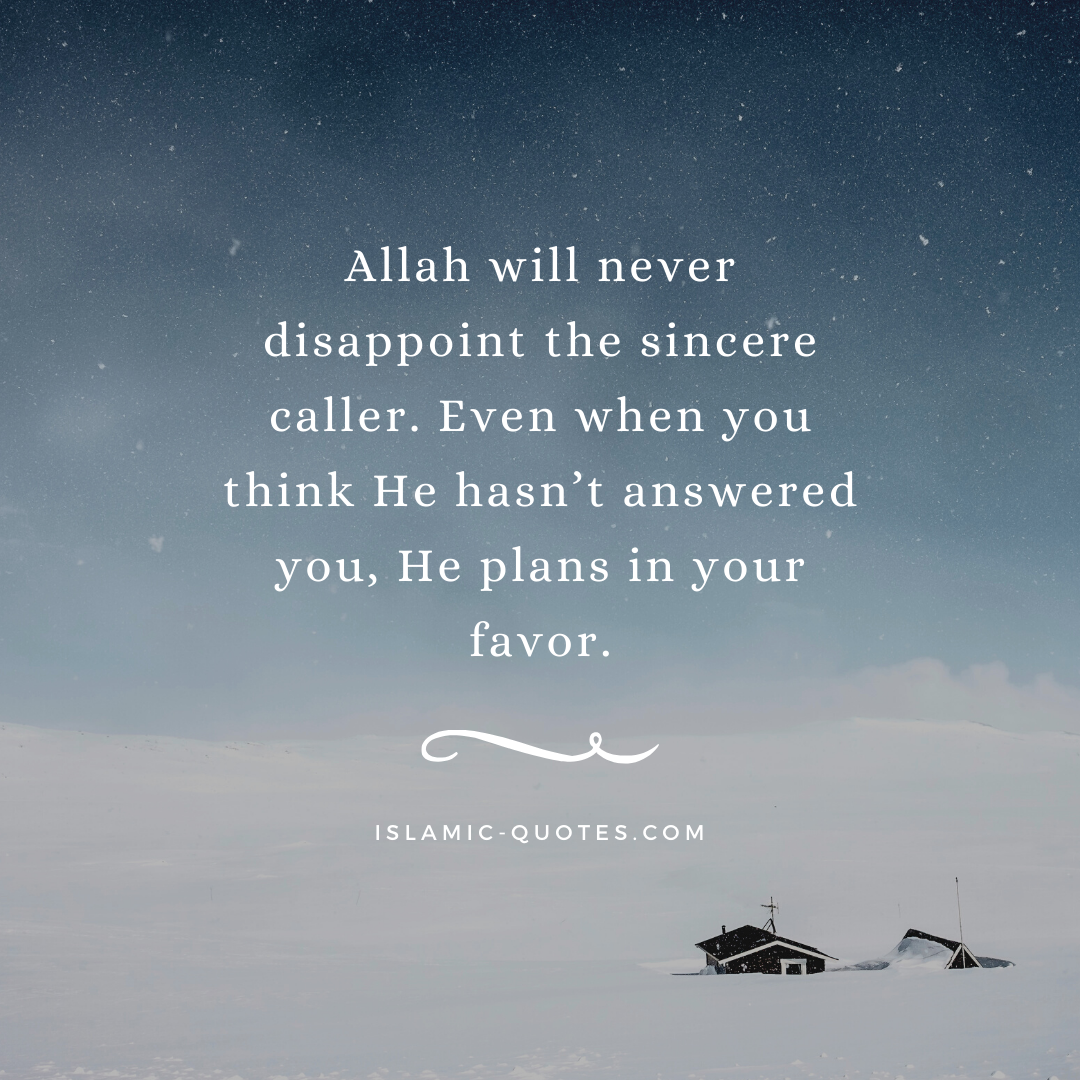 Allah will never
disappoint the sincere
caller. Even when you
think He hasn’t answered
you, He plans in your
favor.
ISLAMIC-QUOTES.COM